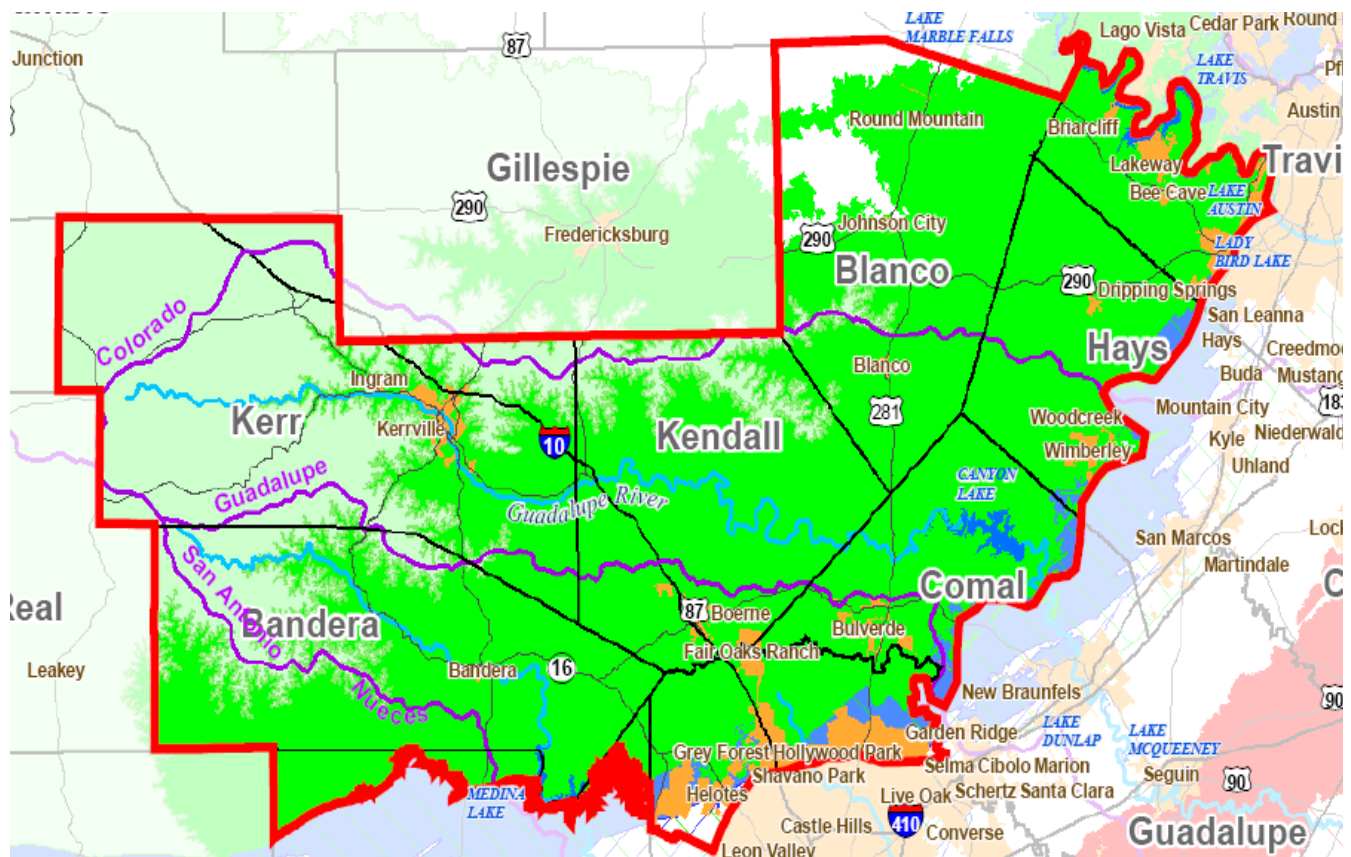 Junction
87
LAKE
MARBLE FALLS
Lago Vista
Cedar Park
Round
LAKE
TRAVIS
Austin
Round Mountain
Briarcliff
Gillespie
Lakeway
Travi
290
Bee Cave
LAKE
AUSTIN
Fredericksburg
290
Johnson City
LADY
BIRD LAKE
Blanco
290
Dripping Springs
Colorado
San Leanna
Hays
Hays
Creedmo
Ingram
Blanco
Buda
Mustang
183
Kerr
Kerrville
10
Kendall
281
Woodcreek
Mountain City
Wimberley
Kyle
Niederwald
Uhland
Guadalupe
Guadalupe River
CANYON
LAKE
San Marcos
Martindale
San Antonio
Comal
Real
Bandera
87
Boerne
Bulverde
Leakey
Bandera
16
Fair Oaks Ranch
Nueces
New Braunfels
90
Garden Ridge
LAKE
DUNLAP
LAKE
MCQUEENEY
Grey Forest
Hollywood Park
Shavano Park
Selma
Cibolo
Marion
Seguin
90
MEDINA
LAKE
Helotes
Live Oak
Schertz
Santa Clara
Castle Hills
410
Converse
Guadalupe
Leon Valley